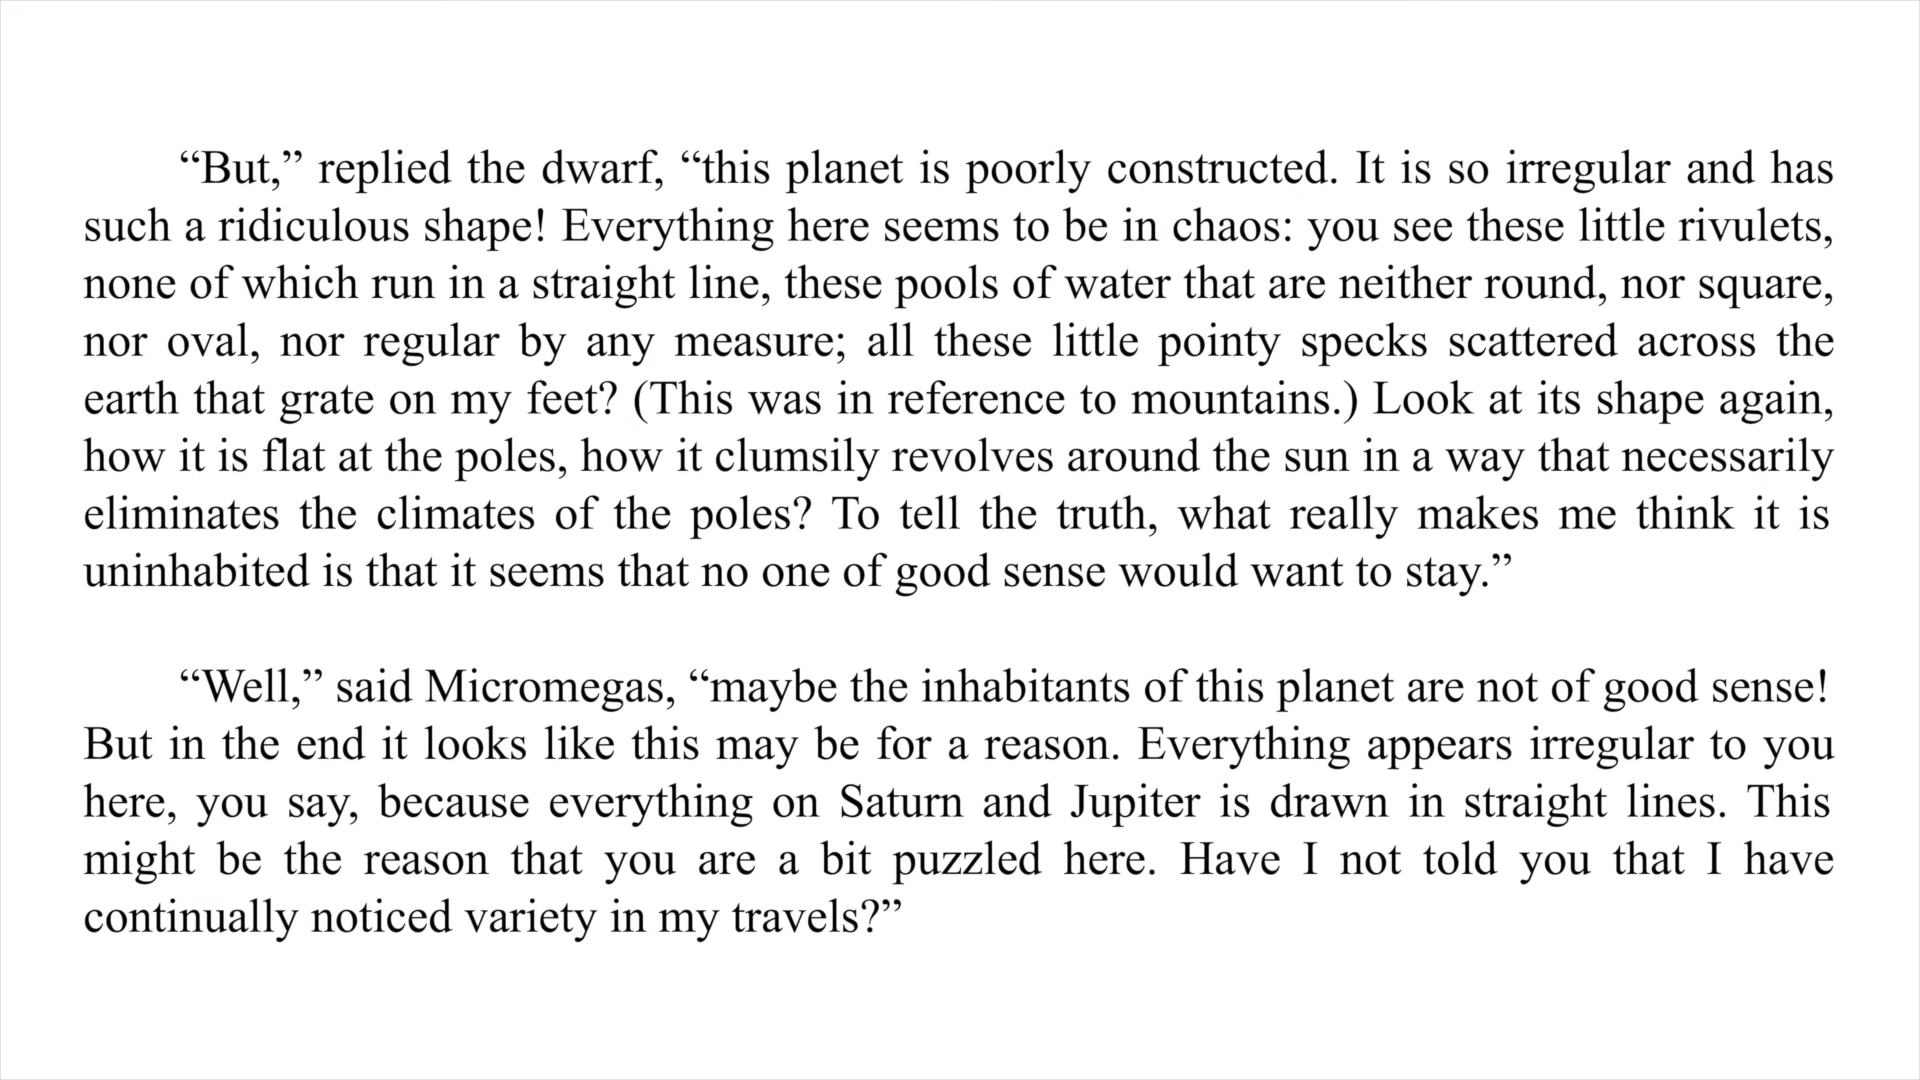 “But,” replied the dwarf, “this planet is poorly constructed. It is so irregular and has
such a ridiculous shape! Everything here seems to be in chaos: you see these little rivulets,
none of which run in a straight line, these pools of water that are neither round, nor square,
nor oval, nor regular by any measure; all these little pointy specks scattered across the
earth that grate on my feet? (This was in reference to mountains.) Look at its shape again,
how it is flat at the poles, how it clumsily revolves around the sun in a way that necessarily
eliminates the climates of the poles? To tell the truth, what really makes me think it is
uninhabited is that it seems that no one of good sense would want to stay.”
“Well,” said Micromegas, “maybe the inhabitants of this planet are not of good sense!
But in the end it looks like this may be for a reason. Everything appears irregular to you
here, you say, because everything on Saturn and Jupiter is drawn in straight lines. This
might be the reason that you are a bit puzzled here. Have I not told you that I have
continually noticed variety in my travels?”